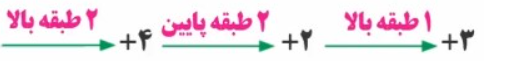 ۲ طبقه بالا +۴ ۲ طبقه پایین +۲ ۱ طبقه بالا +۳